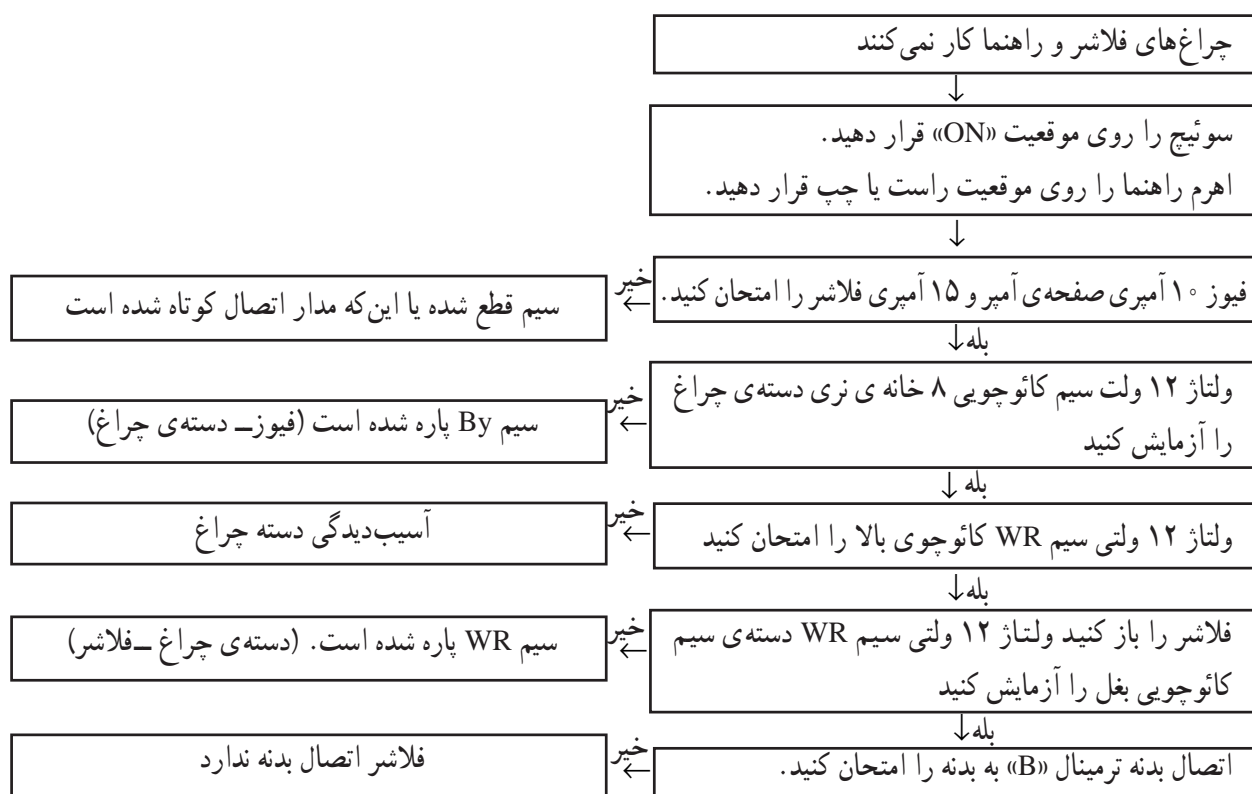 چراغ‌های فلاشر و راهنما کار نمی‌کنند
↓
سوئیچ را روی موقعیت «ON» قرار دهید.
اهرم راهنما را روی موقعیت راست یا چپ قرار دهید.
↓
فیوز ۱۰ آمپری صفحه‌ی آمپر و ۱۵ آمپری فلاشر را امتحان کنید.
خیر
←
سیم قطع شده یا این‌که مدار اتصال کوتاه شده است
بله↓
ولتاژ ۱۲ ولت سیم کائوچویی ۸ خانه ی نری دسته‌ی چراغ
را آزمایش کنید
خیر
←
سیم By پاره شده است (فیوز ــ دسته‌ی چراغ)
بله ↓
ولتاژ ۱۲ ولتی سیم WR کائوچوی بالا را امتحان کنید
خیر
←
آسیب‌دیدگی دسته چراغ
بله↓
فلاشر را باز کنید ولتاژ ۱۲ ولتی سیم WR دسته‌ی سیم
کائوچویی بغل را آزمایش کنید
خیر
←
سیم WR پاره شده است. (دسته‌ی چراغ ــ فلاشر)
بله↓
اتصال بدنه ترمینال «B» به بدنه را امتحان کنید.
خیر
←
فلاشر اتصال بدنه ندارد